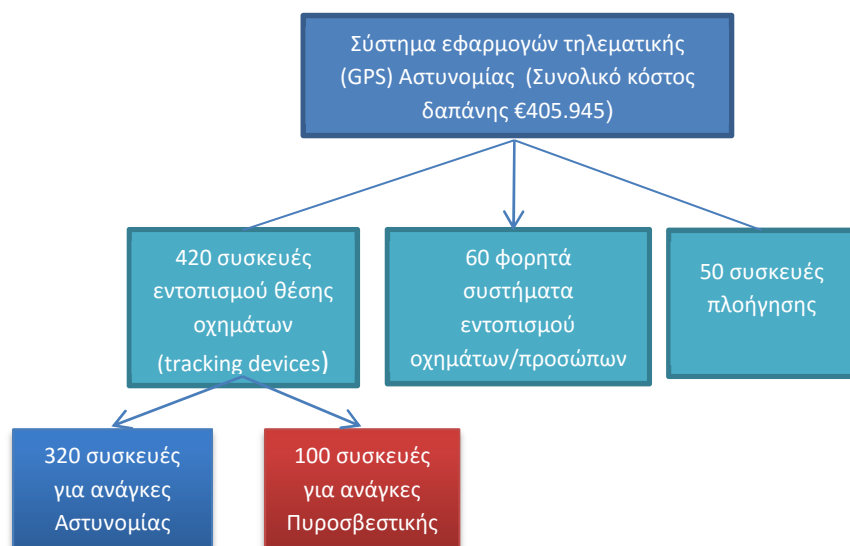 Σύστημα εφαρμογών τηλεματικής
(GPS) Αστυνομίας (Συνολικό κόστος
δαπάνης €405.945)
420 συσκευές
εντοπισμού θέσης
οχημάτων
(tracking devices)
60 φορητά
συστήματα
εντοπισμού
οχημάτων/προσώπων
50 συσκευές
πλοήγησης
320 συσκευές
για ανάγκες
Αστυνομίας
100 συσκευές
για ανάγκες
Πυροσβεστικής